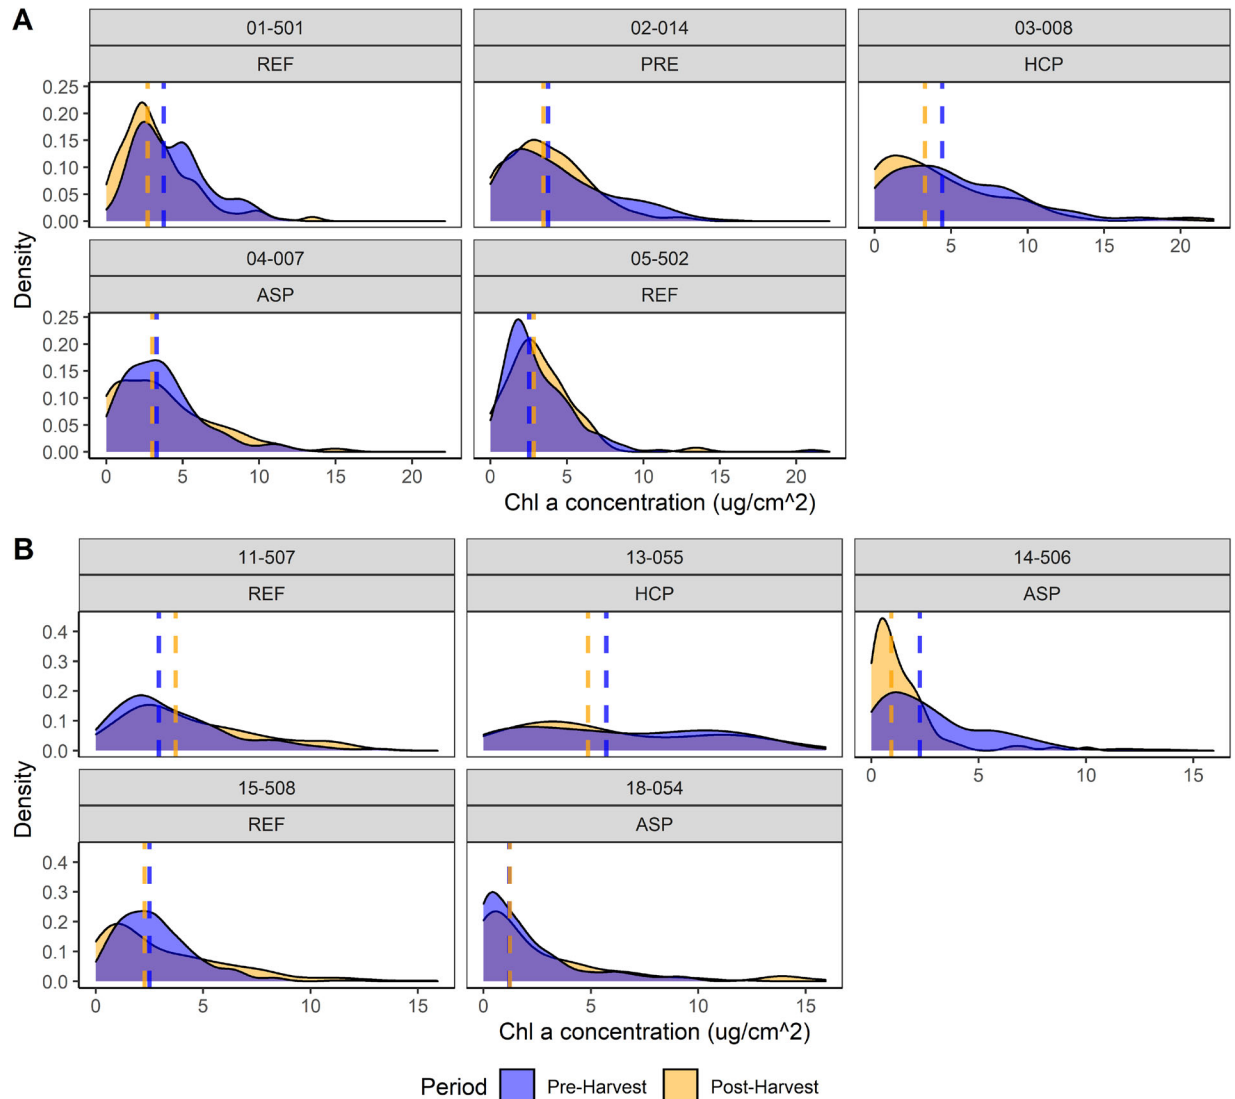 A
01-501 02-014 03-008
REF PRE HCP
0.25
0.20
0.15
0.10
0.05
0.00
0 5 10 15 20
04-007 05-502
ASP REF
0.25
0.20
0.15
0.10
0.05
0.00
0 5 10 15 20 0 5 10 15 20
Density
Chl a concentration (ug/cm^2)
B
11-507 13-055 14-506
REF HCP ASP
0.4
0.3
0.2
0.1
0.0
0 5 10 15
15-508 18-054
REF ASP
0.4
0.3
0.2
0.1
0.0
0 5 10 15 0 5 10 15
Density
Chl a concentration (ug/cm^2)
Period Pre-Harvest Post-Harvest